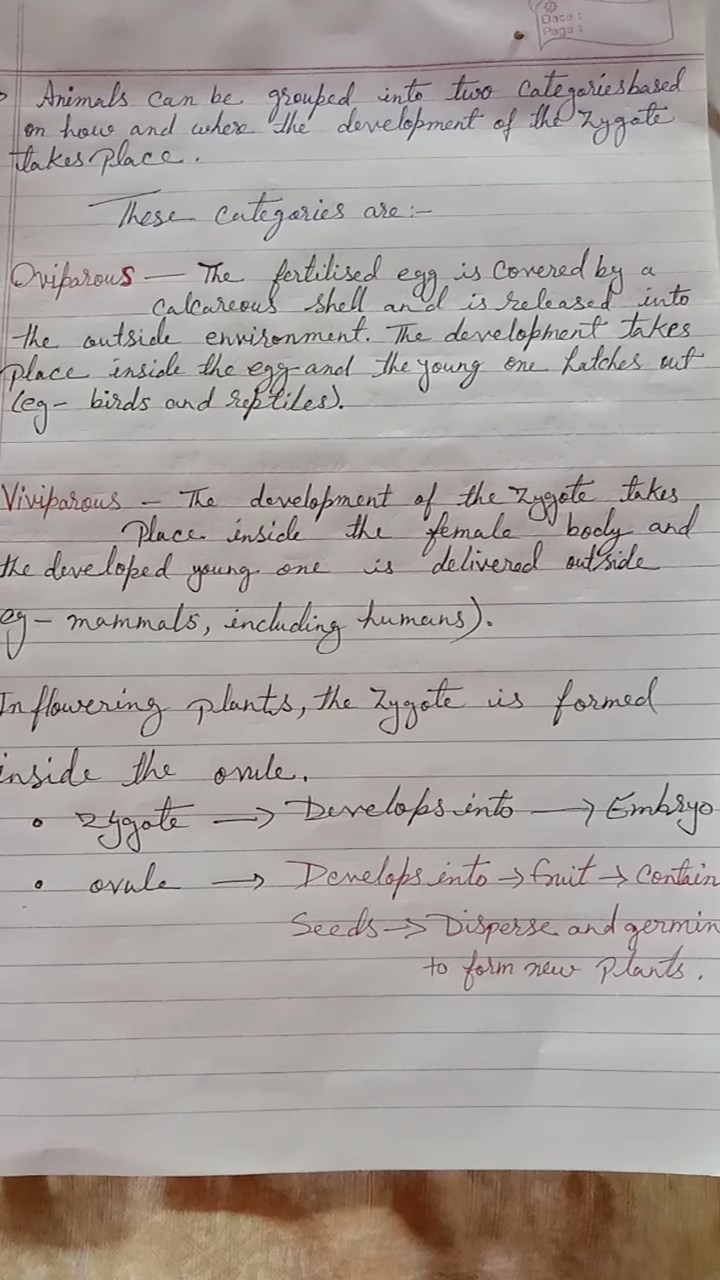 Date :
Page :
Animals can be grouped into two categories based
on how and where the development of the zygote
takes place.
These categories are :-
Oviparous — The fertilised egg is covered by a
calcareous shell and is released into
the outside environment. The development takes
place inside the egg and the young one hatches out
(eg- birds and reptiles).
Viviparous - The development of the zygote takes
place inside the female body and
the developed young one is delivered outside
eg- mammals, including humans).
In flowering plants, the zygote is formed
inside the ovule.
• zygote → Develops into → Embryo
• ovule → Develops into → fruit → Contain
Seeds → Disperse and germin
to form new plants.